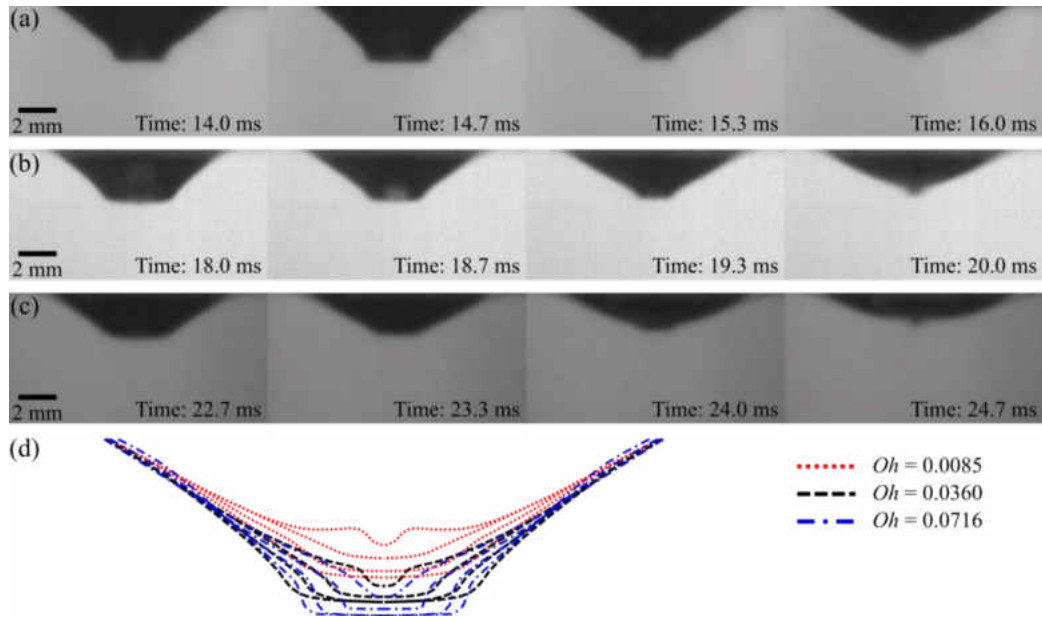 (a)
2 mm
Time: 14.0 ms
Time: 14.7 ms
Time: 15.3 ms
Time: 16.0 ms
(b)
2 mm
Time: 18.0 ms
Time: 18.7 ms
Time: 19.3 ms
Time: 20.0 ms
(c)
2 mm
Time: 22.7 ms
Time: 23.3 ms
Time: 24.0 ms
Time: 24.7 ms
(d)
Oh = 0.0085
Oh = 0.0360
Oh = 0.0716